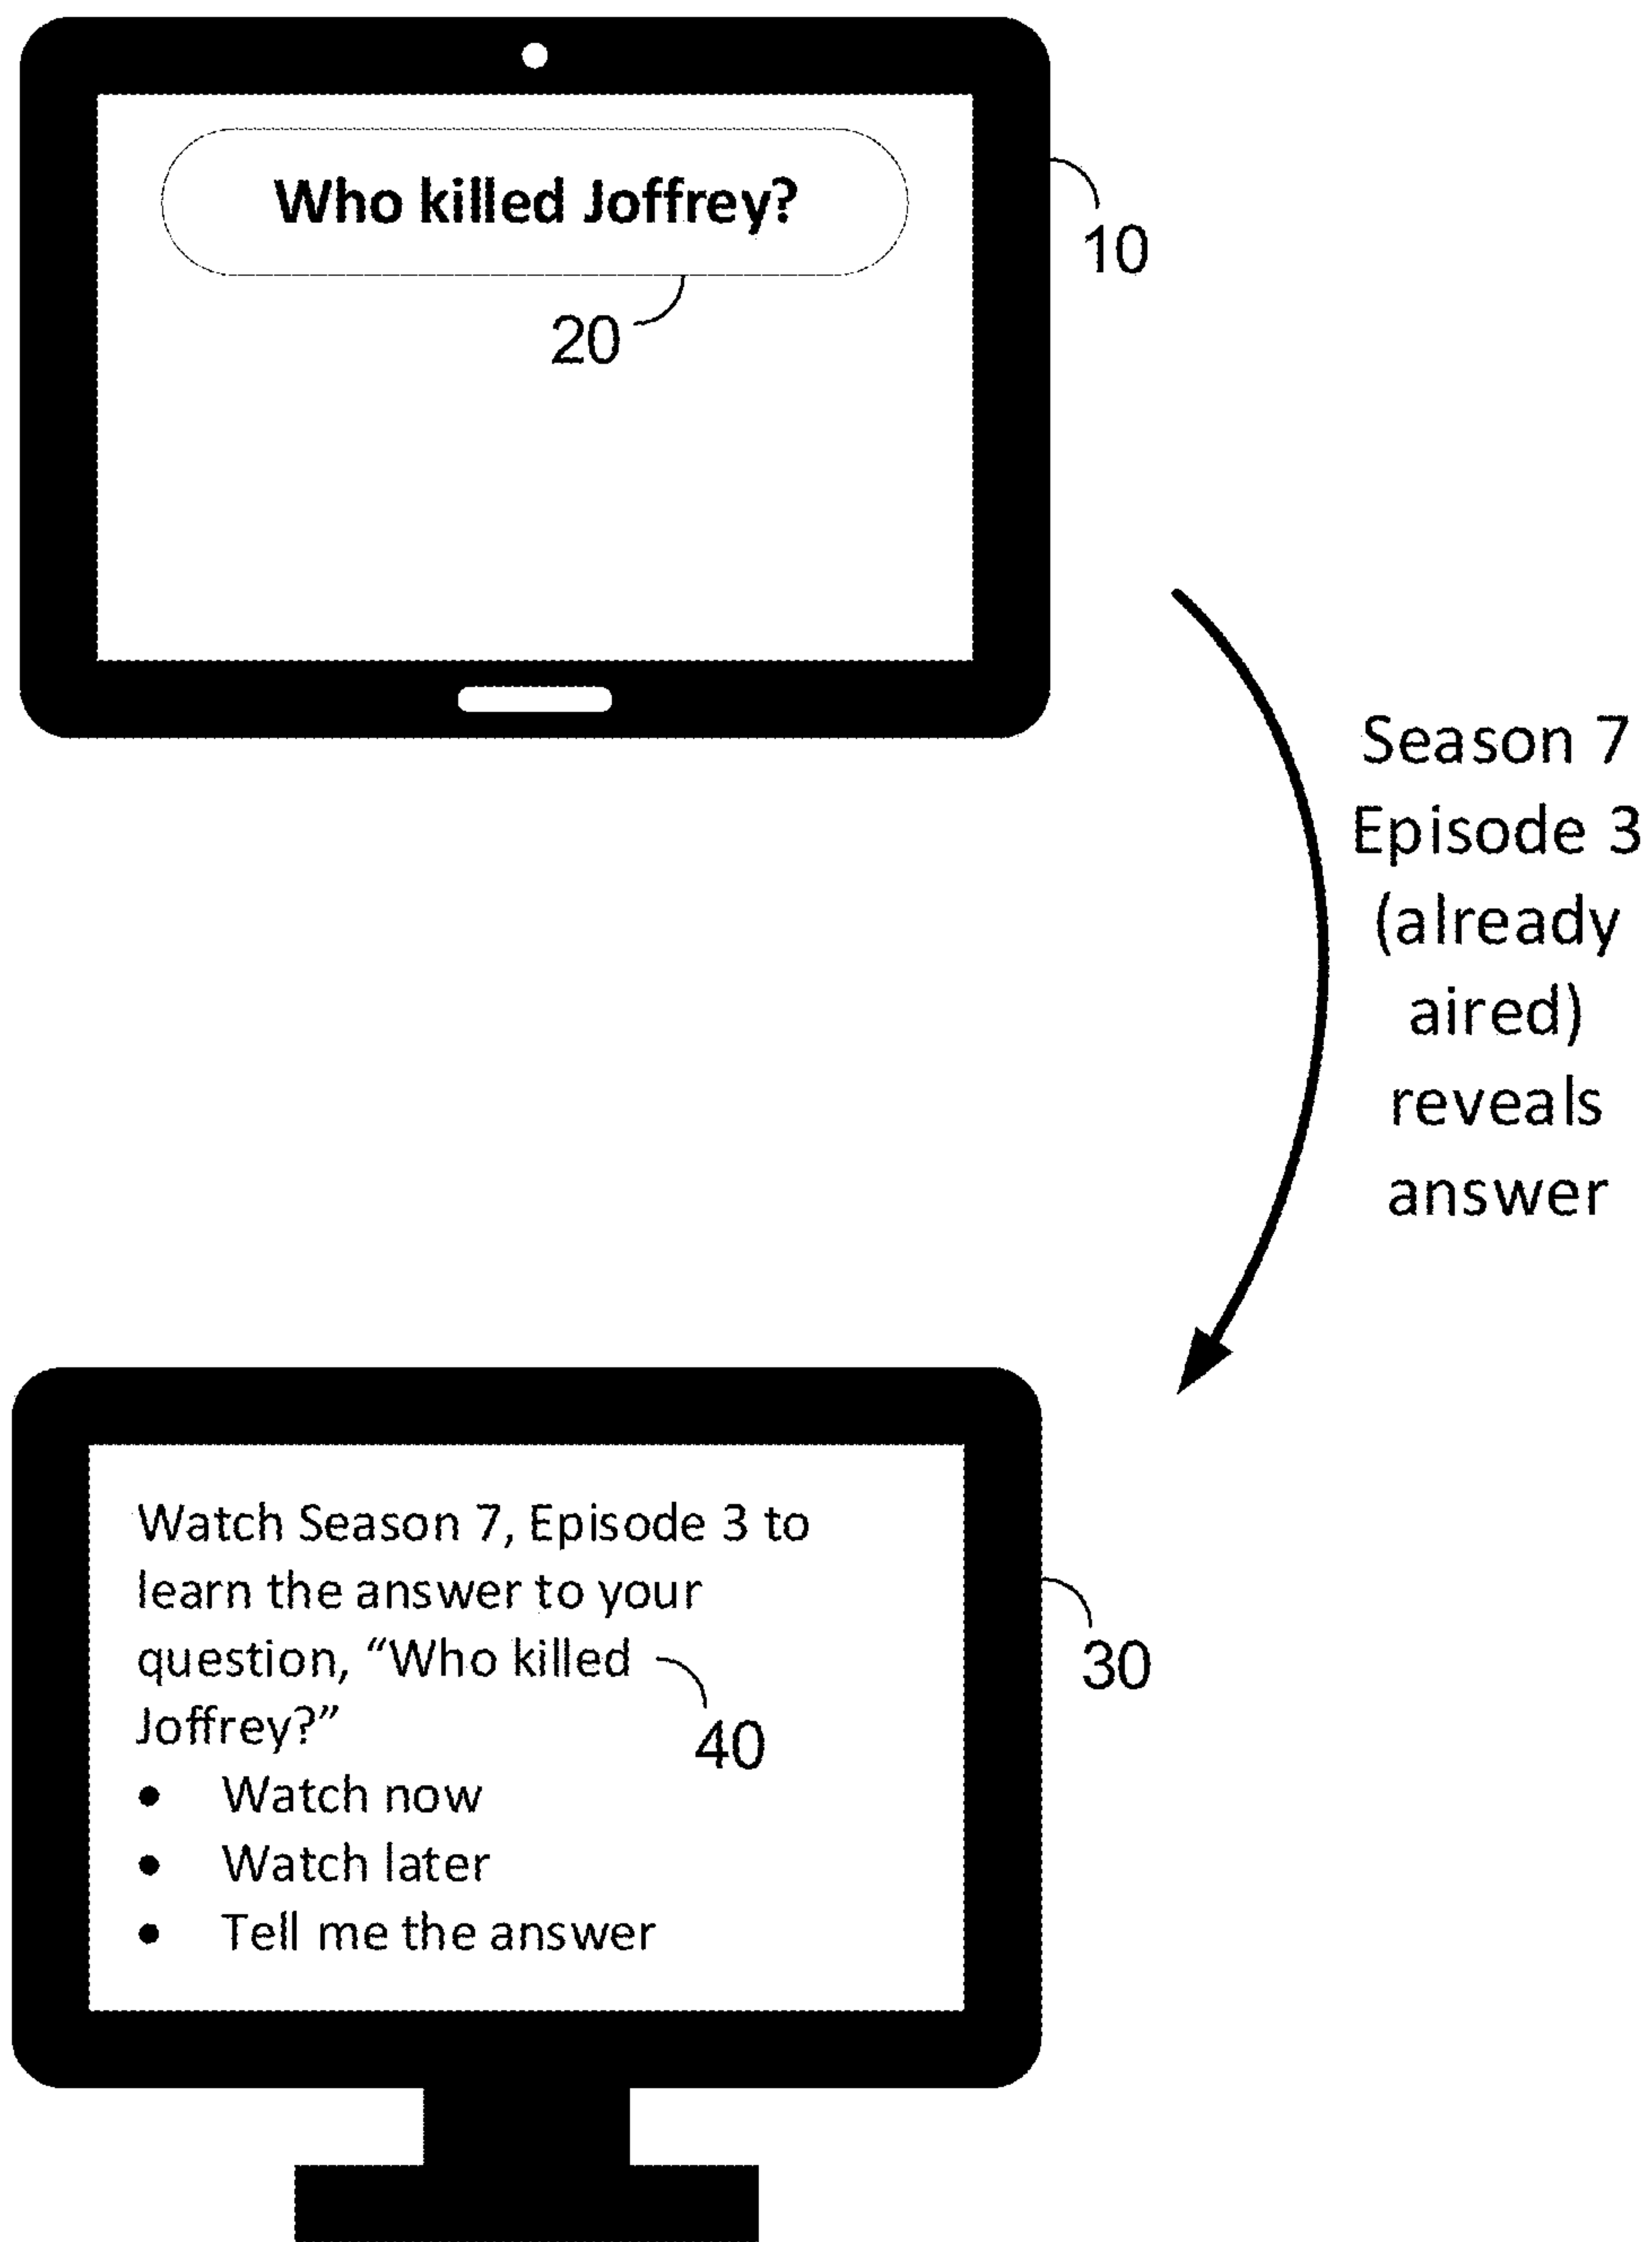 Who killed Joffrey?
10
20
Season 7
Episode 3
(already
aired)
reveals
answer
Watch Season 7, Episode 3 to
learn the answer to your
question, “Who killed
Joffrey?”
40
30
• Watch now
• Watch later
• Tell me the answer